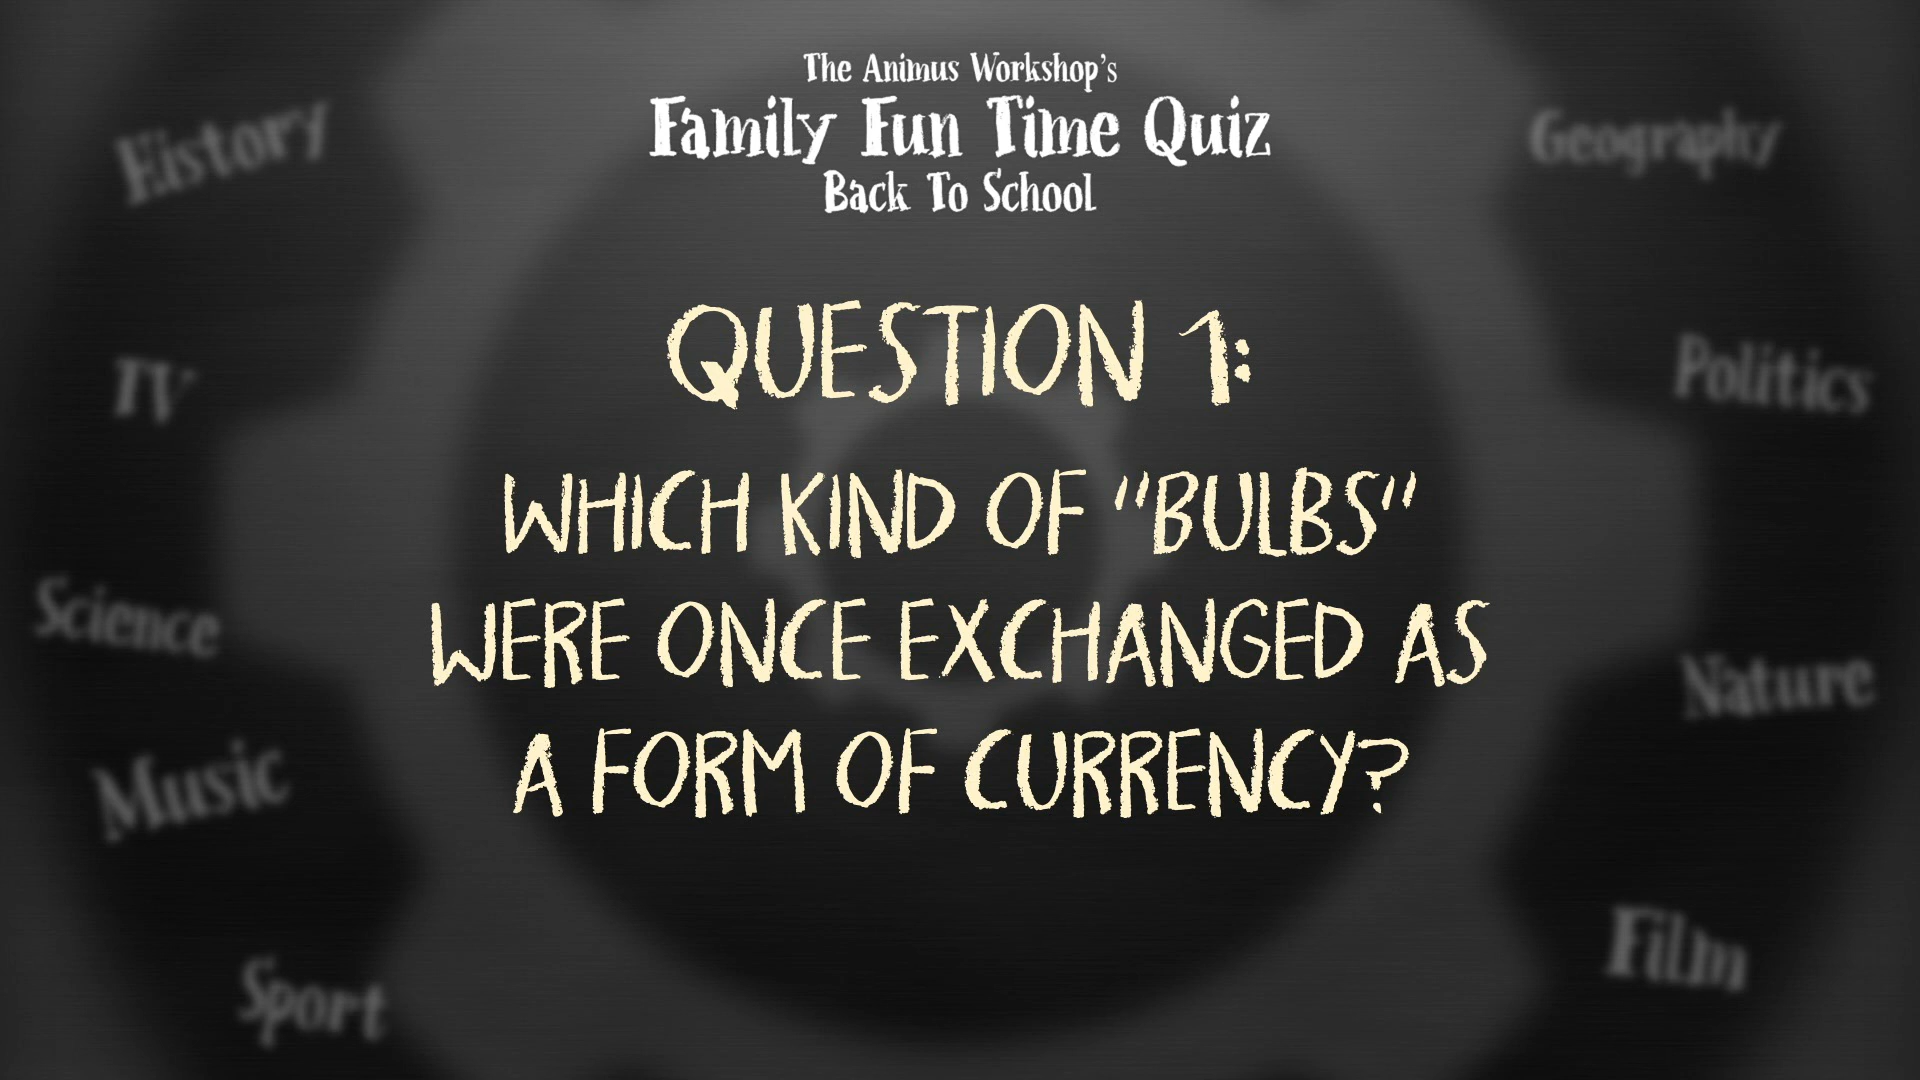 The Animus Workshop's
Family Fun Time Quiz
Back To School
History
Geography
QUESTION 1:
TV
Politics
WHICH KIND OF "BULBS"
WERE ONCE EXCHANGED AS
A FORM OF CURRENCY?
Science
Nature
Music
Film
Sport